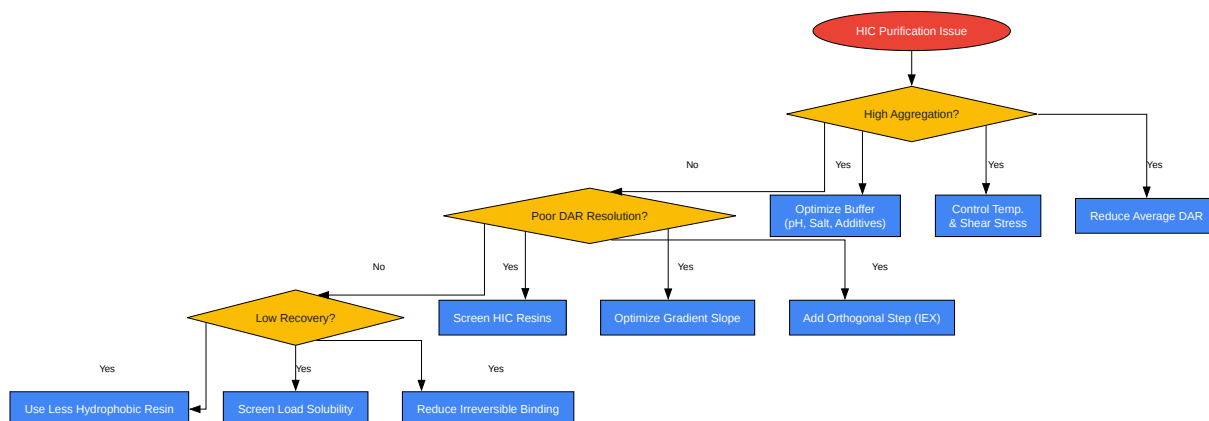 HIC Purification Issue
High Aggregation?
No
Yes
Yes
Yes
Poor DAR Resolution?
Optimize Buffer
(pH, Salt, Additives)
Control Temp.
& Shear Stress
Reduce Average DAR
No
Yes
Yes
Yes
Low Recovery?
Screen HIC Resins
Optimize Gradient Slope
Add Orthogonal Step (IEX)
Yes
Yes
Yes
Use Less Hydrophobic Resin
Screen Load Solubility
Reduce Irreversible Binding